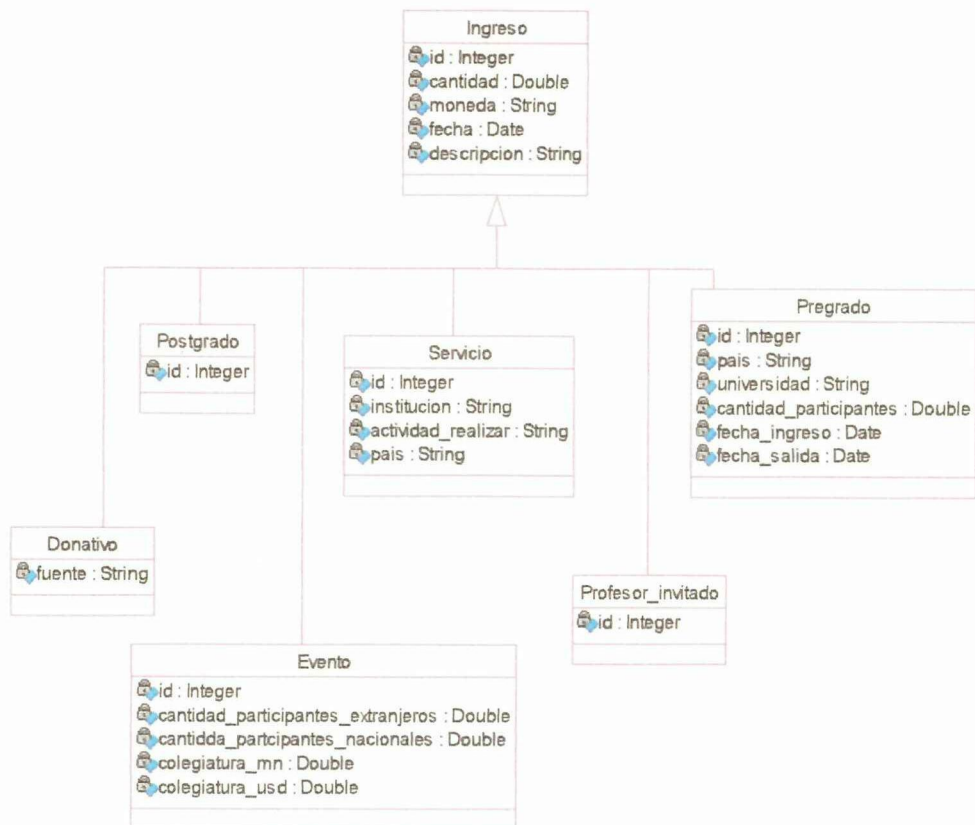 Ingreso
id : Integer
cantidad : Double
moneda : String
fecha : Date
descripcion : String
Postgrado
id : Integer
Servicio
id : Integer
institucion : String
actividad_realizar : String
pais : String
Pregrado
id : Integer
pais : String
universidad : String
cantidad_participantes : Double
fecha_ingreso : Date
fecha_salida : Date
Donativo
fuente : String
Profesor_invitado
id : Integer
Evento
id : Integer
cantidad_participantes_extranjeros : Double
cantidda_partcipantes_nacionales : Double
colegiatura_mn : Double
colegiatura_usd : Double